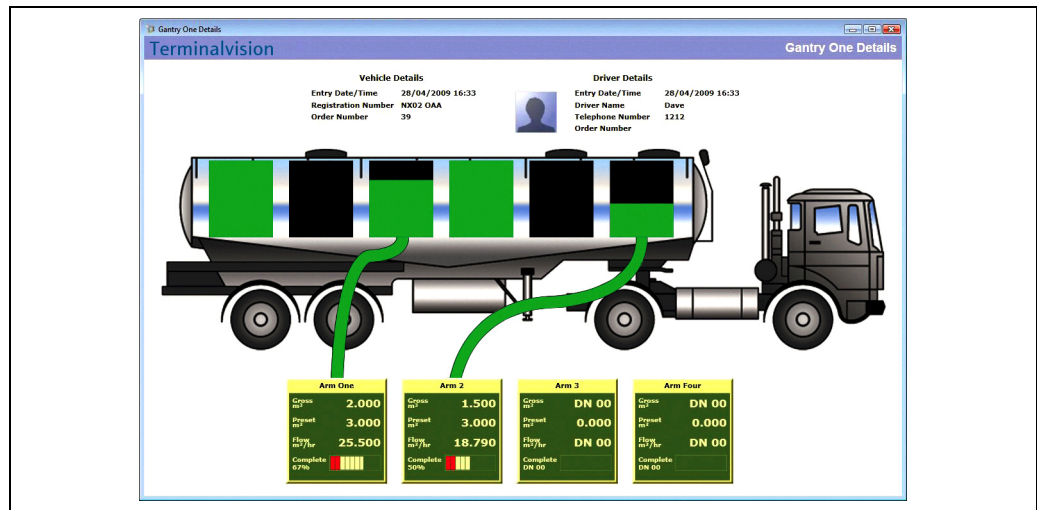 Gantry One Details
Terminalvision
Gantry One Details
Vehicle Details
Entry Date/Time 28/04/2009 16:33
Registration Number NX02 OAA
Order Number 39
Driver Details
Entry Date/Time 28/04/2009 16:33
Driver Name Dave
Telephone Number 1212
Order Number
Arm One
Gross m³ 2.000
Preset m³ 3.000
Flow m³/hr 25.500
Complete 67%
Arm 2
Gross m³ 1.500
Preset m³ 3.000
Flow m³/hr 18.790
Complete 50%
Arm 3
Gross m³ DN 00
Preset m³ 0.000
Flow m³/hr DN 00
Complete DN 00
Arm Four
Gross m³ DN 00
Preset m³ 0.000
Flow m³/hr DN 00
Complete DN 00